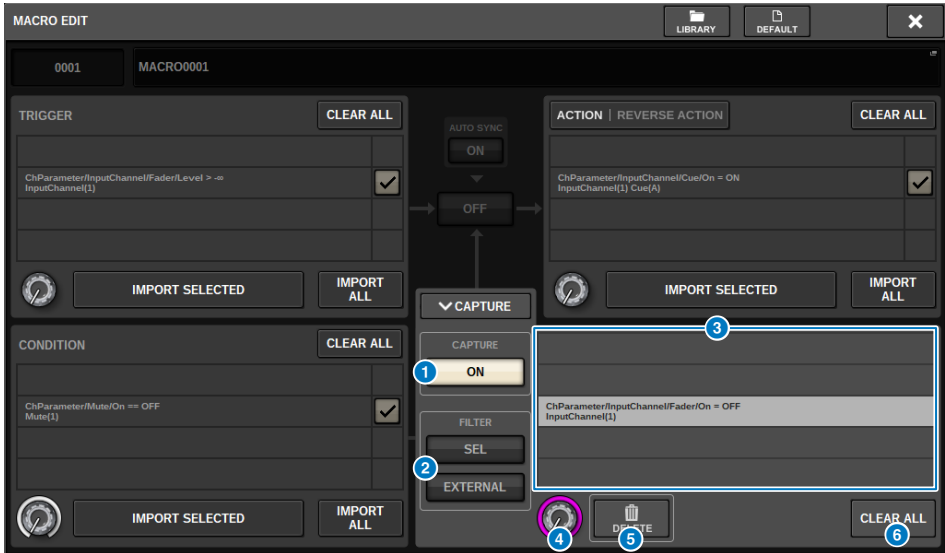 MACRO EDIT
LIBRARY
DEFAULT
0001
MACRO0001
TRIGGER
CLEAR ALL
ChParameter/InputChannel/Fader/Level > -∞
InputChannel(1)
IMPORT SELECTED
IMPORT
ALL
AUTO SYNC
ON
OFF
ACTION | REVERSE ACTION
CLEAR ALL
ChParameter/InputChannel/Cue/On = ON
InputChannel(1) Cue(A)
IMPORT SELECTED
IMPORT
ALL
CONDITION
CLEAR ALL
ChParameter/Mute/On == OFF
Mute(1)
IMPORT SELECTED
IMPORT
ALL
CAPTURE
CAPTURE
1
ON
FILTER
SEL
2
EXTERNAL
3
ChParameter/InputChannel/Fader/On = OFF
InputChannel(1)
4
DELETE
5
CLEAR ALL
6